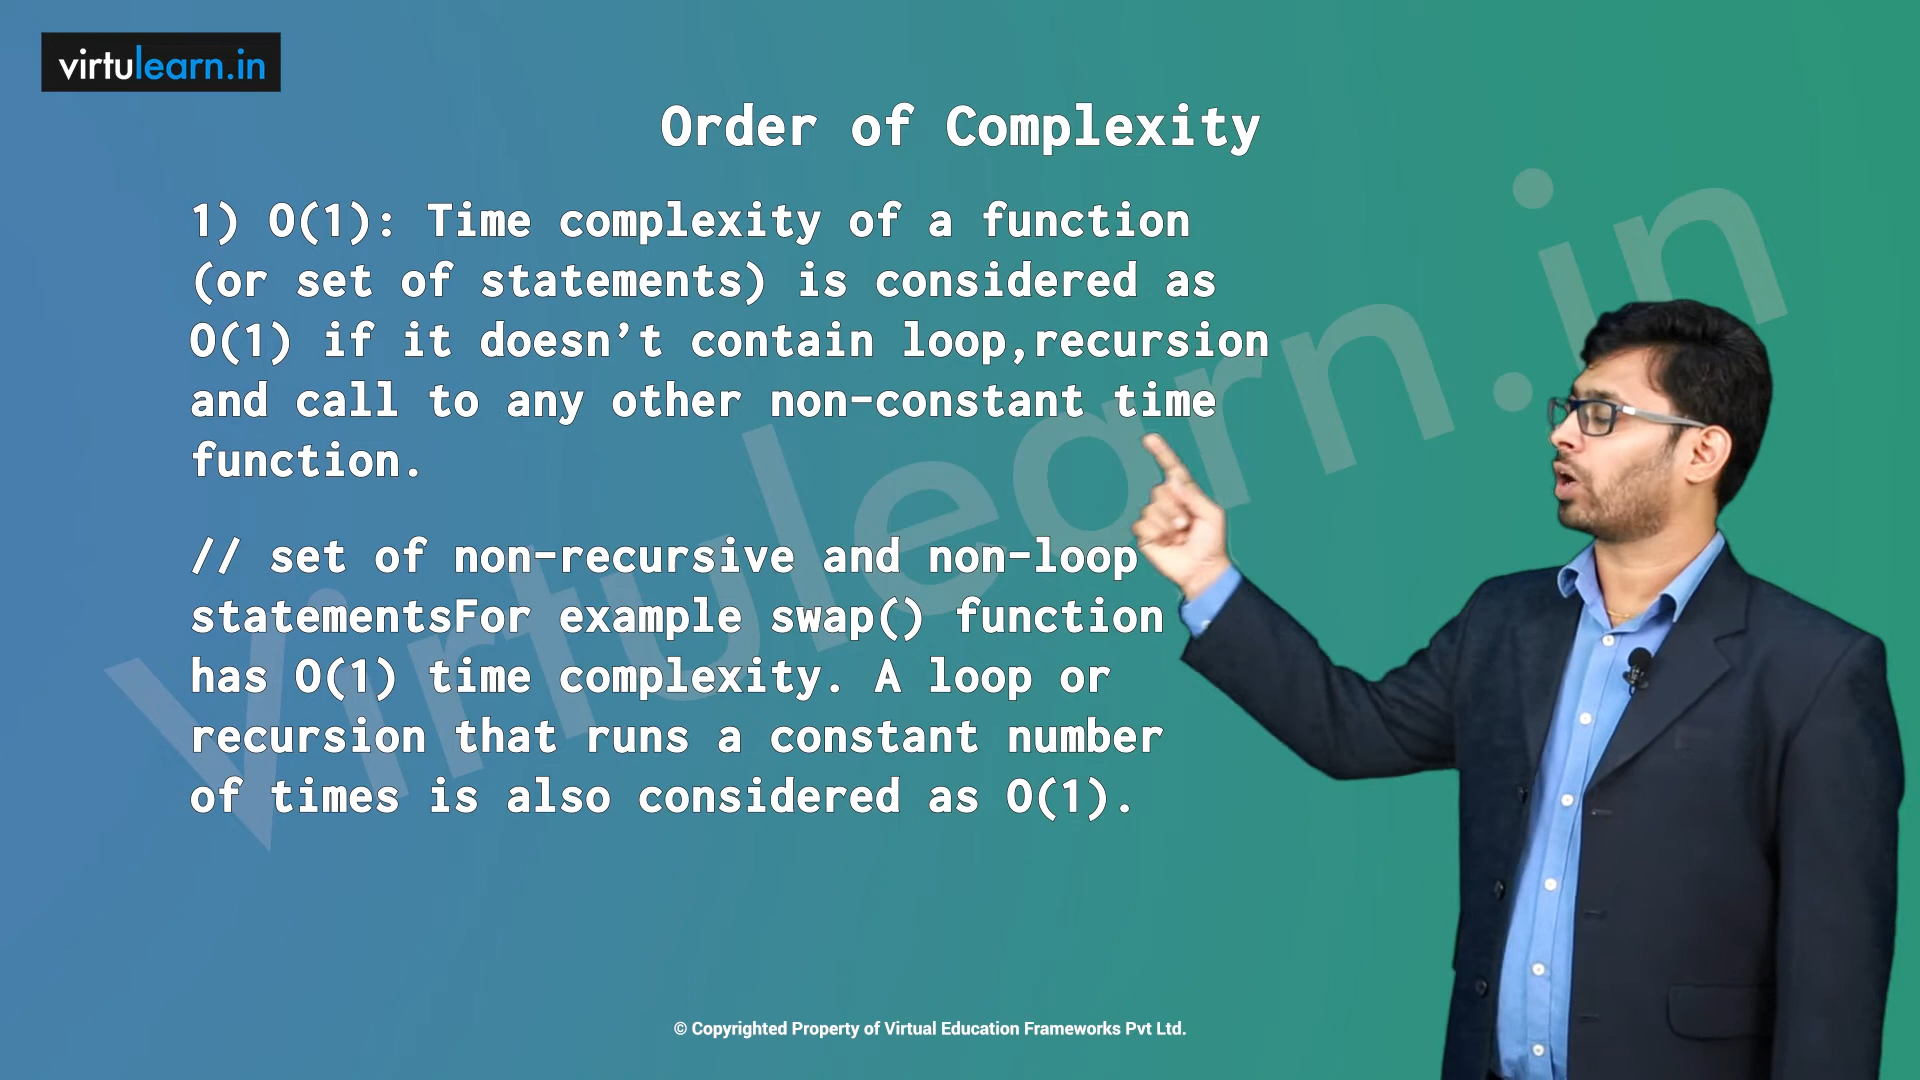 virtulearn.in
Order of Complexity
1) O(1): Time complexity of a function
(or set of statements) is considered as
O(1) if it doesn’t contain loop,recursion
and call to any other non-constant time
function.
// set of non-recursive and non-loop
statementsFor example swap() function
has O(1) time complexity. A loop or
recursion that runs a constant number
of times is also considered as O(1).
Virtulearn.in
© Copyrighted Property of Virtual Education Frameworks Pvt Ltd.